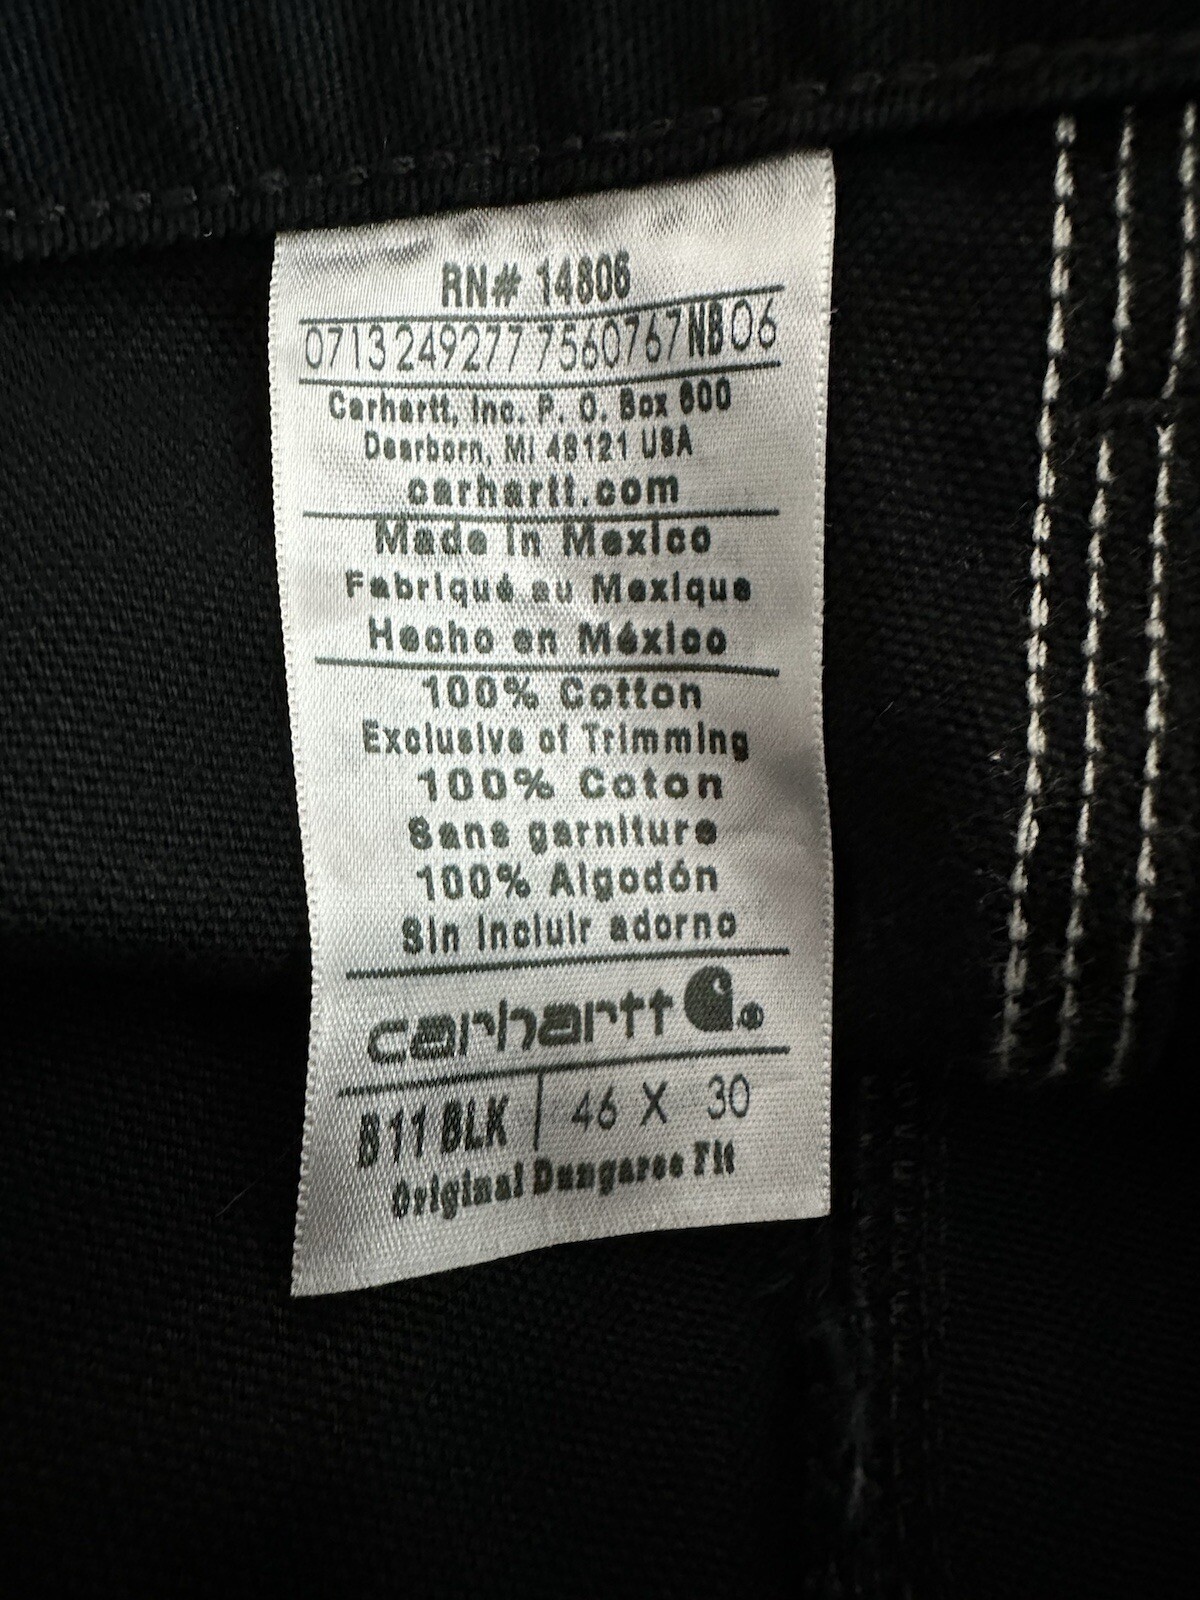 RN# 14806
0713249277 7560767NB06
Carhartt, Inc. P. O. Box 600
Dearborn, MI 48121 USA
carhartt.com
Made in Mexico
Fabriqué au Mexique
Hecho en México
100% Cotton
Exclusive of Trimming
100% Coton
Sans garniture
100% Algodón
Sin incluir adorno
carhartt ®
B11 BLK | 46 X 30
Original Dungaree Fit